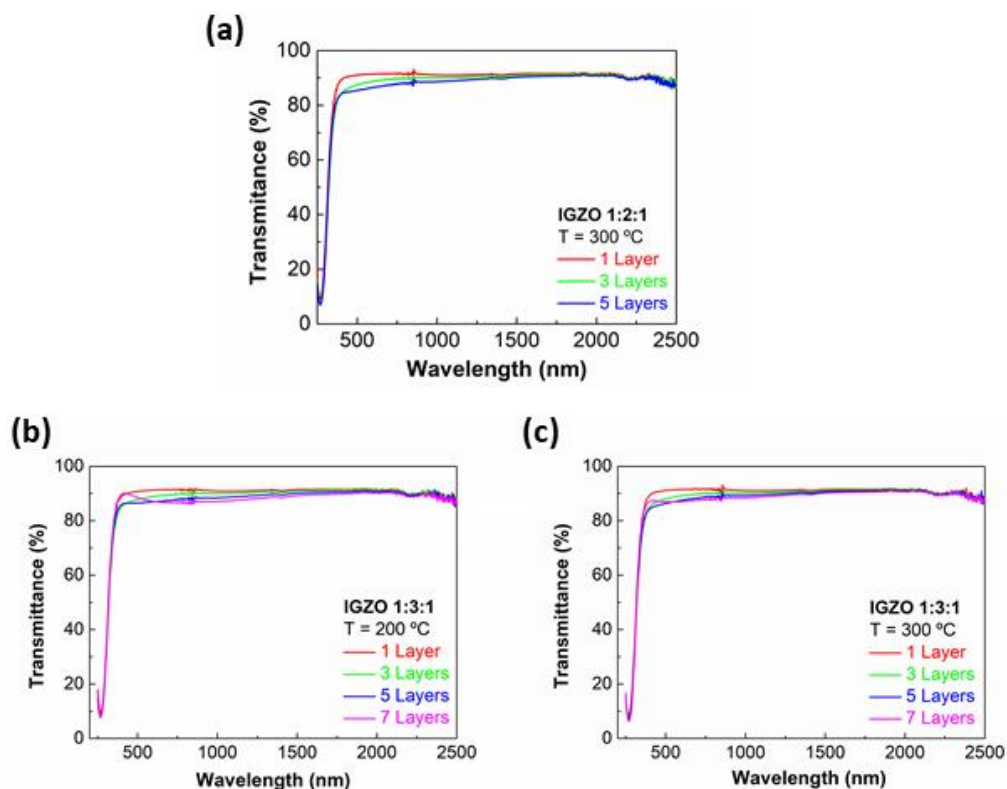 (a)
100
80
60
40
20
0
Transmitance (%)
IGZO 1:2:1
T = 300 ºC
1 Layer
3 Layers
5 Layers
500 1000 1500 2000 2500
Wavelength (nm)
(b)
100
80
60
40
20
0
Transmittance (%)
IGZO 1:3:1
T = 200 ºC
1 Layer
3 Layers
5 Layers
7 Layers
500 1000 1500 2000 2500
Wavelength (nm)
(c)
100
80
60
40
20
0
Transmittance (%)
IGZO 1:3:1
T = 300 ºC
1 Layer
3 Layers
5 Layers
7 Layers
500 1000 1500 2000 2500
Wavelength (nm)